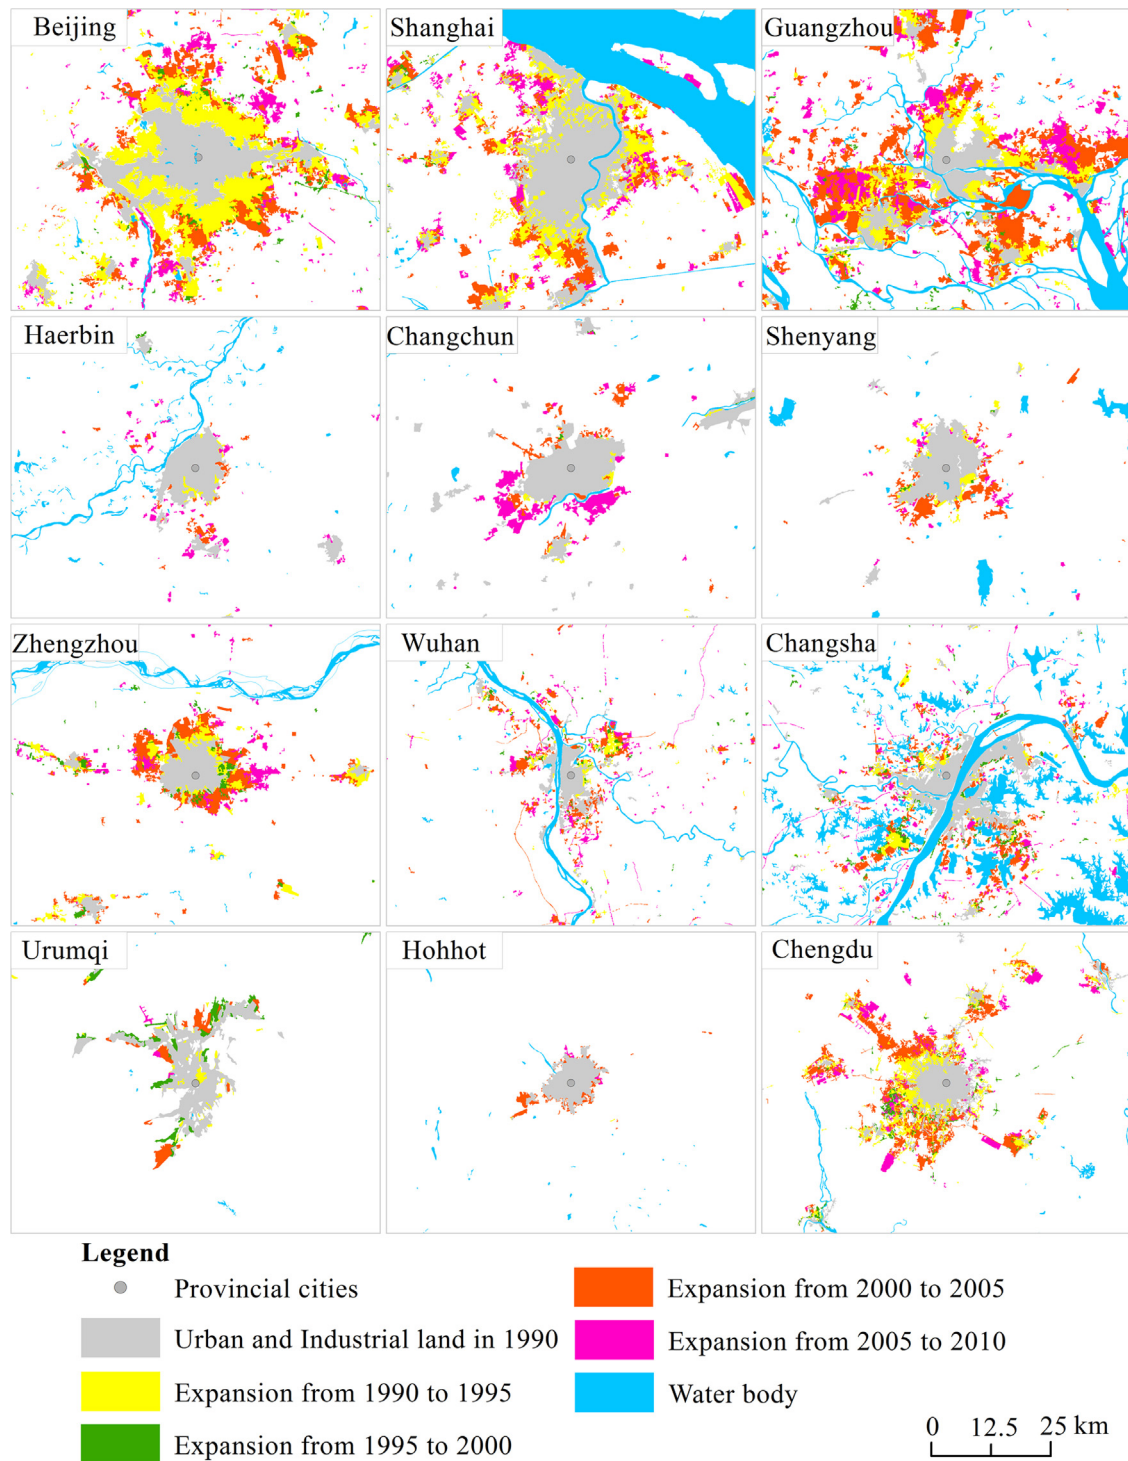 Beijing
Shanghai
Guangzhou
Haerbin
Changchun
Shenyang
Zhengzhou
Wuhan
Changsha
Urumqi
Hohhot
Chengdu
Legend
Provincial cities
Urban and Industrial land in 1990
Expansion from 1990 to 1995
Expansion from 1995 to 2000
Expansion from 2000 to 2005
Expansion from 2005 to 2010
Water body
0 12.5 25 km